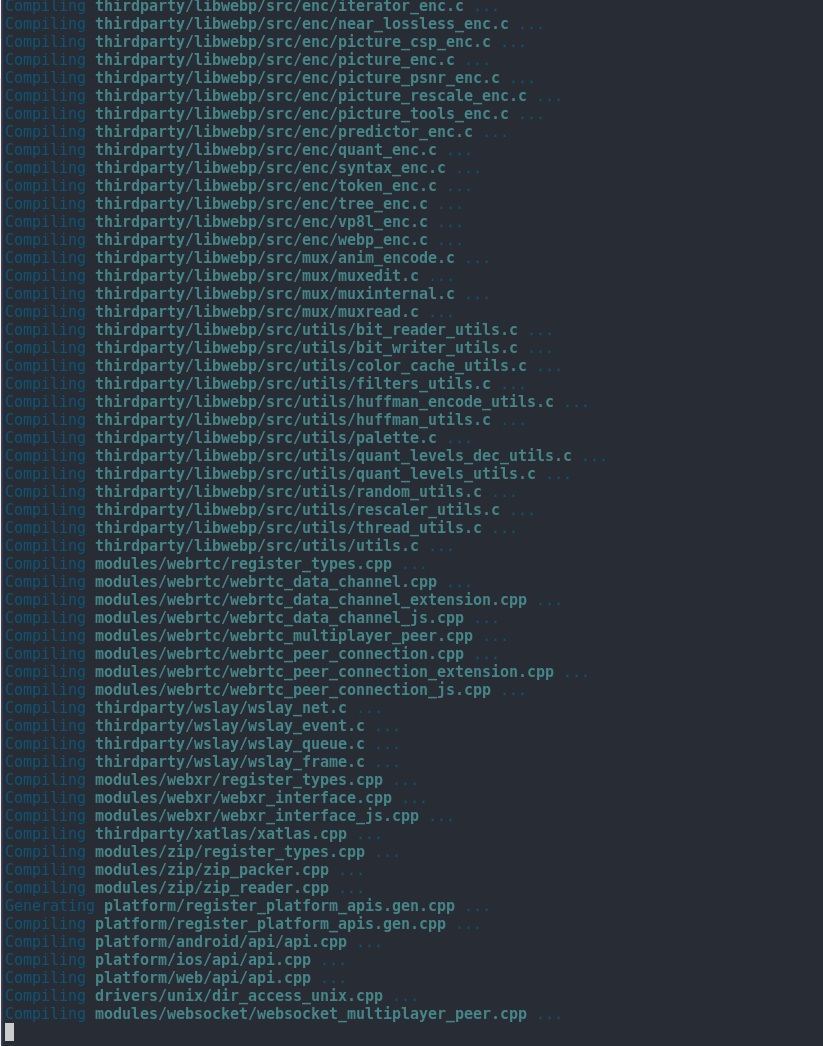 Compiling thirdparty/libwebp/src/enc/iterator_enc.c ...
Compiling thirdparty/libwebp/src/enc/near_lossless_enc.c ...
Compiling thirdparty/libwebp/src/enc/picture_csp_enc.c ...
Compiling thirdparty/libwebp/src/enc/picture_enc.c ...
Compiling thirdparty/libwebp/src/enc/picture_psnr_enc.c ...
Compiling thirdparty/libwebp/src/enc/picture_rescale_enc.c ...
Compiling thirdparty/libwebp/src/enc/picture_tools_enc.c ...
Compiling thirdparty/libwebp/src/enc/predictor_enc.c ...
Compiling thirdparty/libwebp/src/enc/quant_enc.c ...
Compiling thirdparty/libwebp/src/enc/syntax_enc.c ...
Compiling thirdparty/libwebp/src/enc/token_enc.c ...
Compiling thirdparty/libwebp/src/enc/tree_enc.c ...
Compiling thirdparty/libwebp/src/enc/vp8l_enc.c ...
Compiling thirdparty/libwebp/src/enc/webp_enc.c ...
Compiling thirdparty/libwebp/src/mux/anim_encode.c ...
Compiling thirdparty/libwebp/src/mux/muxedit.c ...
Compiling thirdparty/libwebp/src/mux/muxinternal.c ...
Compiling thirdparty/libwebp/src/mux/muxread.c ...
Compiling thirdparty/libwebp/src/utils/bit_reader_utils.c ...
Compiling thirdparty/libwebp/src/utils/bit_writer_utils.c ...
Compiling thirdparty/libwebp/src/utils/color_cache_utils.c ...
Compiling thirdparty/libwebp/src/utils/filters_utils.c ...
Compiling thirdparty/libwebp/src/utils/huffman_encode_utils.c ...
Compiling thirdparty/libwebp/src/utils/huffman_utils.c ...
Compiling thirdparty/libwebp/src/utils/palette.c ...
Compiling thirdparty/libwebp/src/utils/quant_levels_dec_utils.c ...
Compiling thirdparty/libwebp/src/utils/quant_levels_utils.c ...
Compiling thirdparty/libwebp/src/utils/random_utils.c ...
Compiling thirdparty/libwebp/src/utils/rescaler_utils.c ...
Compiling thirdparty/libwebp/src/utils/thread_utils.c ...
Compiling thirdparty/libwebp/src/utils/utils.c ...
Compiling modules/webrtc/register_types.cpp ...
Compiling modules/webrtc/webrtc_data_channel.cpp ...
Compiling modules/webrtc/webrtc_data_channel_extension.cpp ...
Compiling modules/webrtc/webrtc_data_channel_js.cpp ...
Compiling modules/webrtc/webrtc_multiplayer_peer.cpp ...
Compiling modules/webrtc/webrtc_peer_connection.cpp ...
Compiling modules/webrtc/webrtc_peer_connection_extension.cpp ...
Compiling modules/webrtc/webrtc_peer_connection_js.cpp ...
Compiling thirdparty/wslay/wslay_net.c ...
Compiling thirdparty/wslay/wslay_event.c ...
Compiling thirdparty/wslay/wslay_queue.c ...
Compiling thirdparty/wslay/wslay_frame.c ...
Compiling modules/webxr/register_types.cpp ...
Compiling modules/webxr/webxr_interface.cpp ...
Compiling modules/webxr/webxr_interface_js.cpp ...
Compiling thirdparty/xatlas/xatlas.cpp ...
Compiling modules/zip/register_types.cpp ...
Compiling modules/zip/zip_packer.cpp ...
Compiling modules/zip/zip_reader.cpp ...
Generating platform/register_platform_apis.gen.cpp ...
Compiling platform/register_platform_apis.gen.cpp ...
Compiling platform/android/api/api.cpp ...
Compiling platform/ios/api/api.cpp ...
Compiling platform/web/api/api.cpp ...
Compiling drivers/unix/dir_access_unix.cpp ...
Compiling modules/websocket/websocket_multiplayer_peer.cpp ...